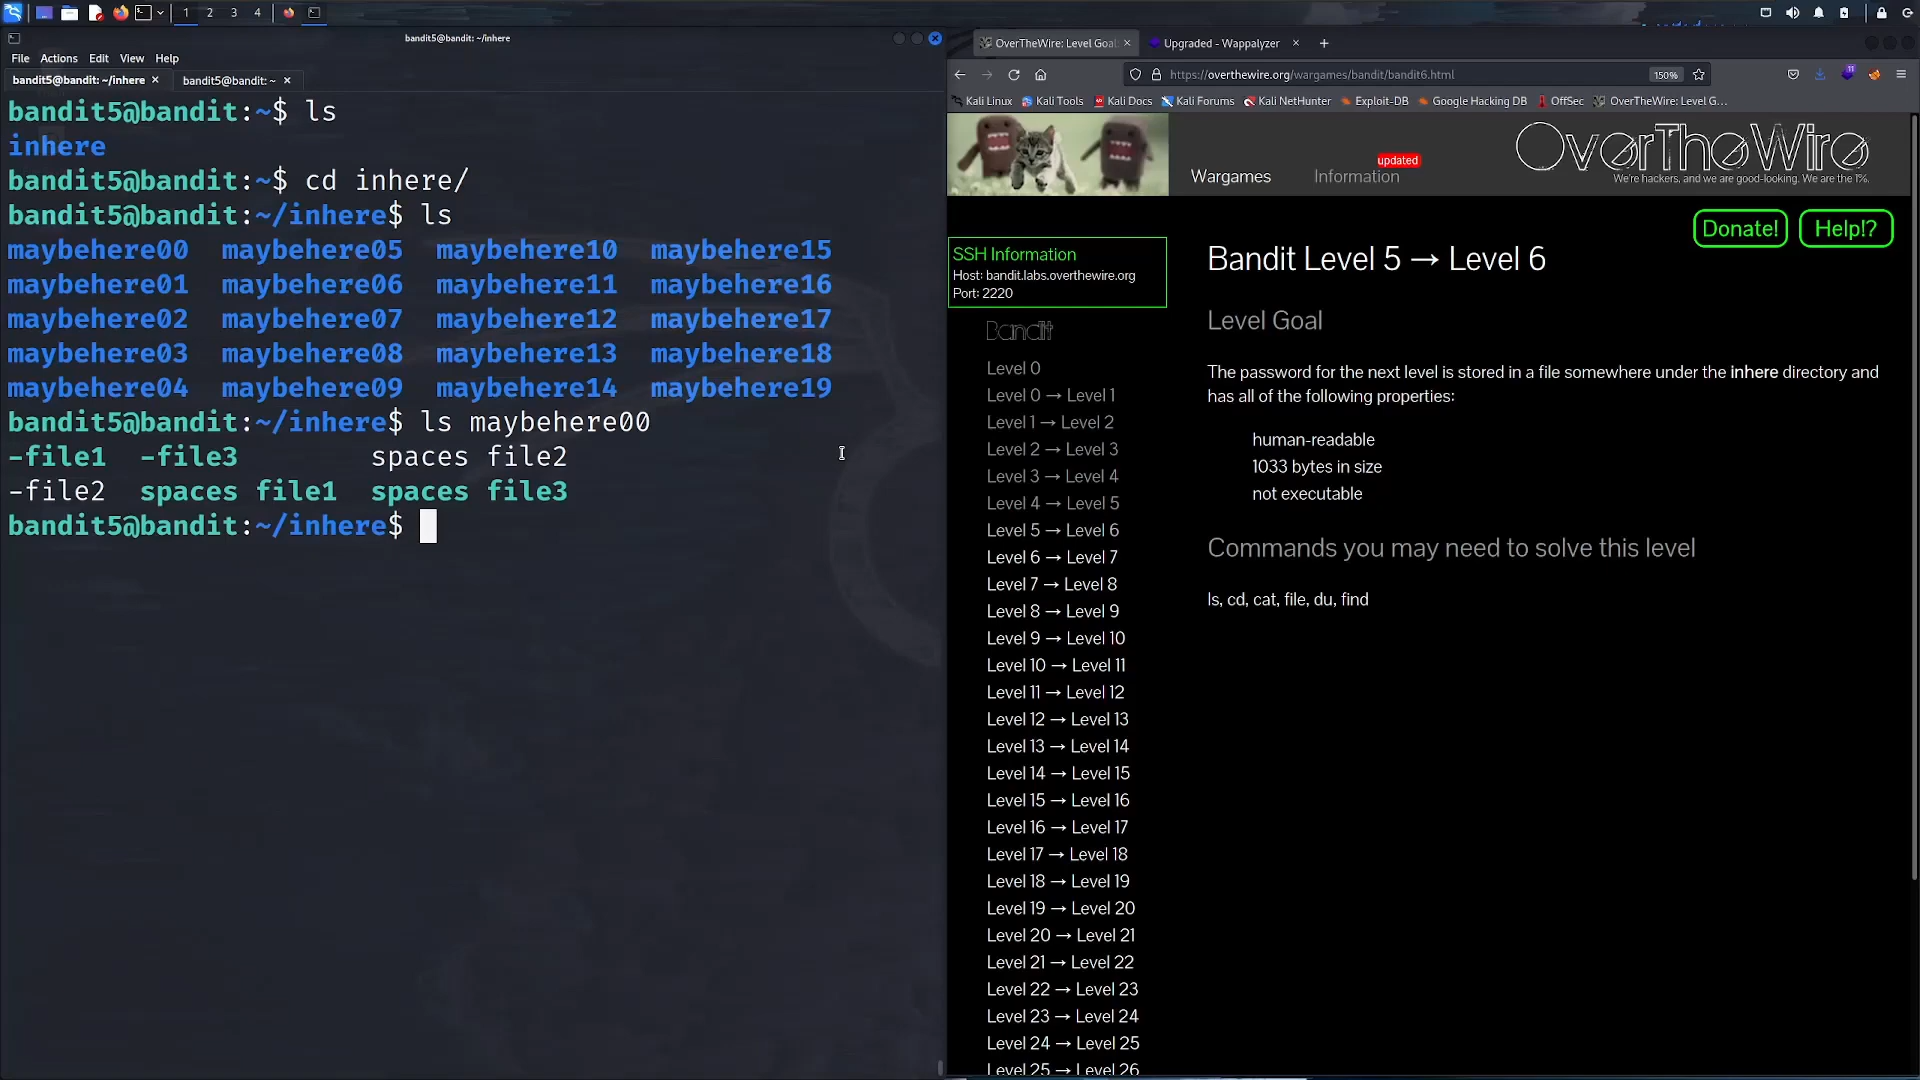 1 2 3 4
bandit5@bandit: ~/inhere
File Actions Edit View Help
bandit5@bandit: ~/inhere × bandit5@bandit: ~ ×
bandit5@bandit:~$ ls
inhere
bandit5@bandit:~$ cd inhere/
bandit5@bandit:~/inhere$ ls
maybehere00 maybehere05 maybehere10 maybehere15
maybehere01 maybehere06 maybehere11 maybehere16
maybehere02 maybehere07 maybehere12 maybehere17
maybehere03 maybehere08 maybehere13 maybehere18
maybehere04 maybehere09 maybehere14 maybehere19
bandit5@bandit:~/inhere$ ls maybehere00
-file1 -file3 spaces file2
-file2 spaces file1 spaces file3
bandit5@bandit:~/inhere$
OverTheWire: Level Goal × Upgraded - Wappalyzer × +
https://overthewire.org/wargames/bandit/bandit6.html 150%
11
Kali Linux Kali Tools Kali Docs Kali Forums Kali NetHunter Exploit-DB Google Hacking DB OffSec OverTheWire: Level G...
Wargames Information updated
OverTheWire
We're hackers, and we are good-looking. We are the 1%.
Donate! Help!?
SSH Information
Host: bandit.labs.overthewire.org
Port: 2220
Bandit
Level 0
Level 0 → Level 1
Level 1 → Level 2
Level 2 → Level 3
Level 3 → Level 4
Level 4 → Level 5
Level 5 → Level 6
Level 6 → Level 7
Level 7 → Level 8
Level 8 → Level 9
Level 9 → Level 10
Level 10 → Level 11
Level 11 → Level 12
Level 12 → Level 13
Level 13 → Level 14
Level 14 → Level 15
Level 15 → Level 16
Level 16 → Level 17
Level 17 → Level 18
Level 18 → Level 19
Level 19 → Level 20
Level 20 → Level 21
Level 21 → Level 22
Level 22 → Level 23
Level 23 → Level 24
Level 24 → Level 25
Level 25 → Level 26
Bandit Level 5 → Level 6
Level Goal
The password for the next level is stored in a file somewhere under the inhere directory and
has all of the following properties:
human-readable
1033 bytes in size
not executable
Commands you may need to solve this level
ls, cd, cat, file, du, find